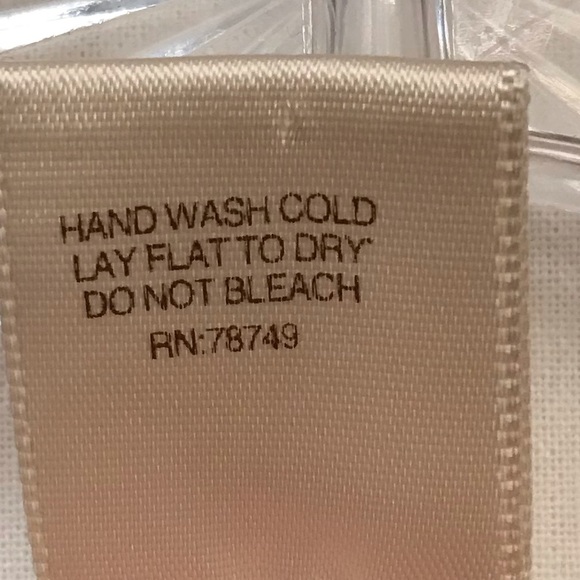 HAND WASH COLD
LAY FLAT TO DRY
DO NOT BLEACH
RN:78749